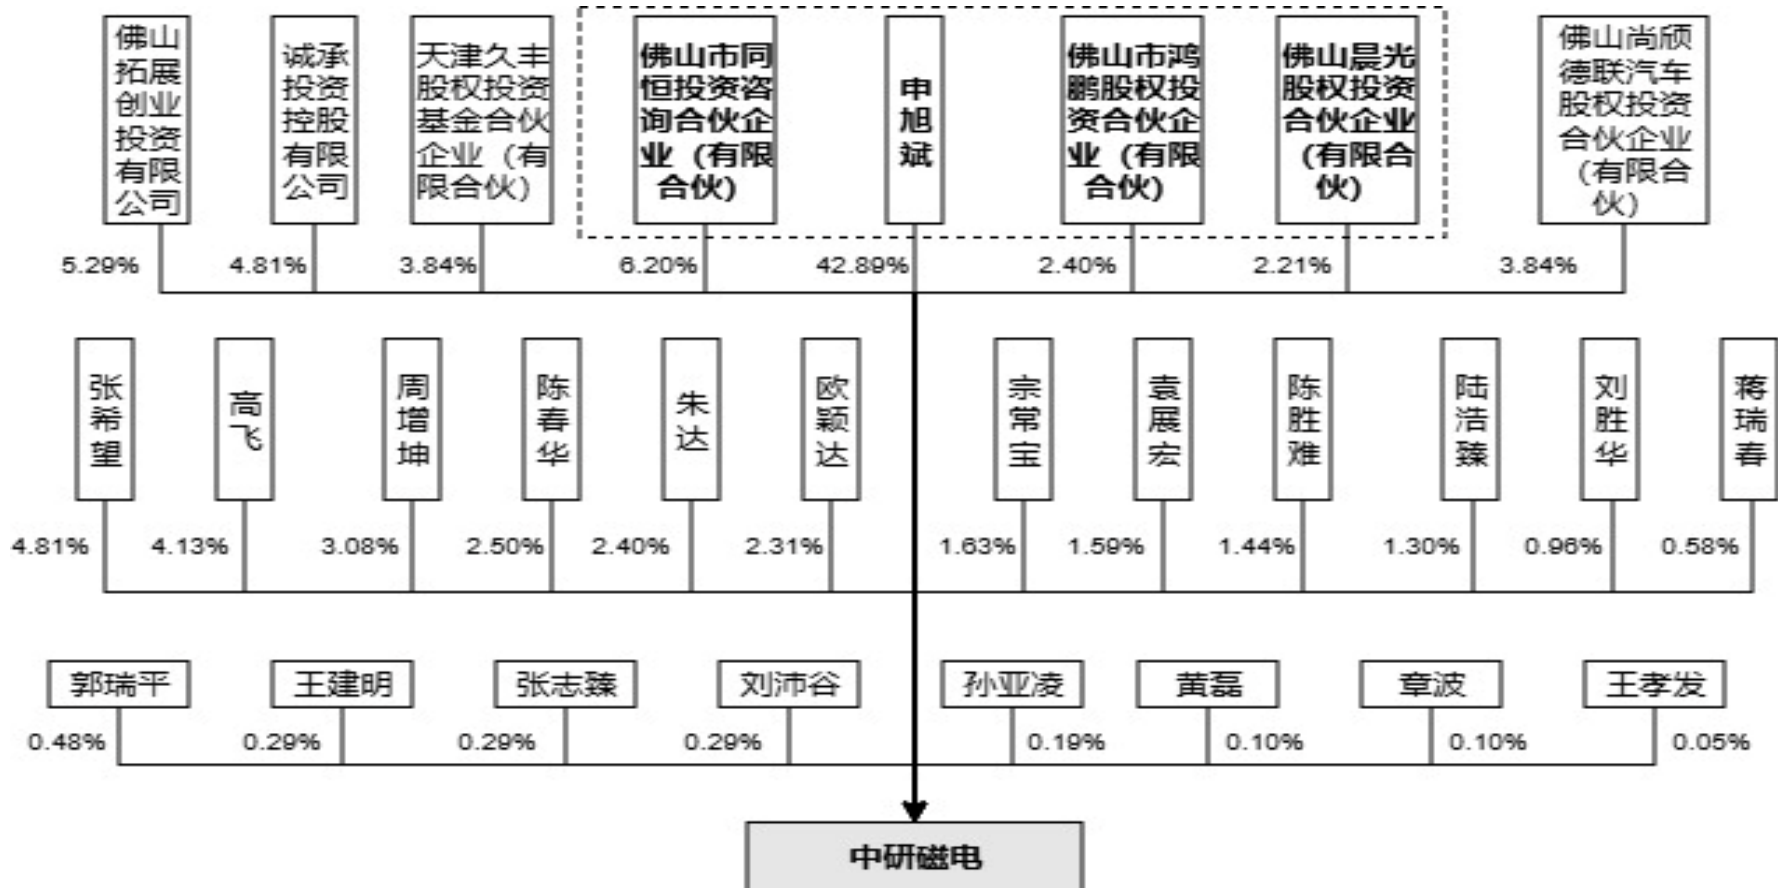 佛山
拓展
创业
投资
有限
公司
诚承
投资
控股
有限
公司
天津久丰
股权投资
基金合伙
企业（有
限合伙）
佛山市同
恒投资咨
询合伙企
业（有限
合伙）
申
旭
斌
佛山市鸿
鹏股权投
资合伙企
业（有限
合伙）
佛山晨光
股权投资
合伙企业
（有限合
伙）
佛山尚颀
德联汽车
股权投资
合伙企业
（有限合
伙）
5.29%
4.81%
3.84%
6.20%
42.89%
2.40%
2.21%
3.84%
张
希
望
高
飞
周
增
坤
陈
春
华
朱
达
欧
颖
达
宗
常
宝
袁
展
宏
陈
胜
难
陆
浩
臻
刘
胜
华
蒋
瑞
春
4.81%
4.13%
3.08%
2.50%
2.40%
2.31%
1.63%
1.59%
1.44%
1.30%
0.96%
0.58%
郭瑞平
王建明
张志臻
刘沛谷
孙亚凌
黄磊
章波
王孝发
0.48%
0.29%
0.29%
0.29%
0.19%
0.10%
0.10%
0.05%
中研磁电